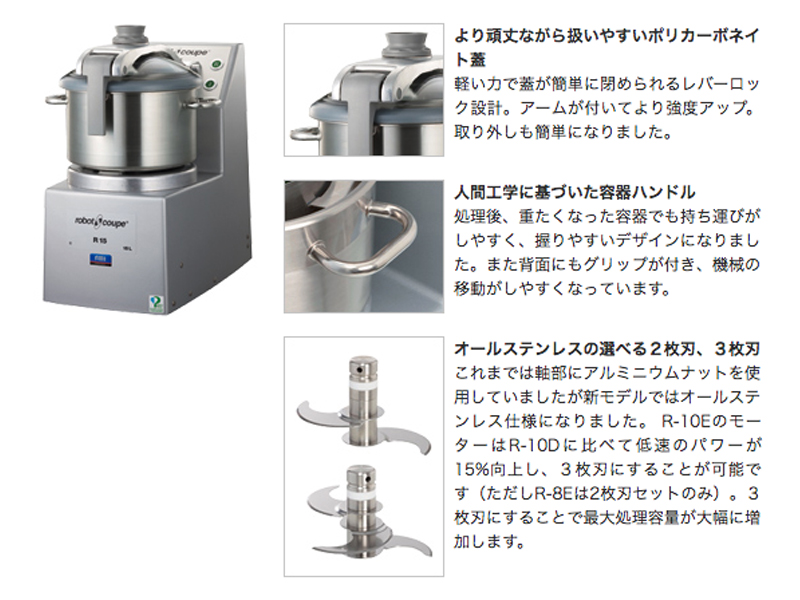 robot coupe®
robot coupe®
R 15
15L
より頑丈ながら扱いやすいポリカーボネイ
ト蓋
軽い力で蓋が簡単に閉められるレバーロッ
ク設計。アームが付いてより強度アップ。
取り外しも簡単になりました。
人間工学に基づいた容器ハンドル
処理後、重たくなった容器でも持ち運びが
しやすく、握りやすいデザインになりまし
た。また背面にもグリップが付き、機械の
移動がしやすくなっています。
オールステンレスの選べる２枚刃、３枚刃
これまでは軸部にアルミニウムナットを使
用していましたが新モデルではオールステ
ンレス仕様になりました。 R-10Eのモー
ターはR-10Dに比べて低速のパワーが
15%向上し、３枚刃にすることが可能で
す（ただしR-8Eは2枚刃セットのみ）。３
枚刃にすることで最大処理容量が大幅に増
加します。